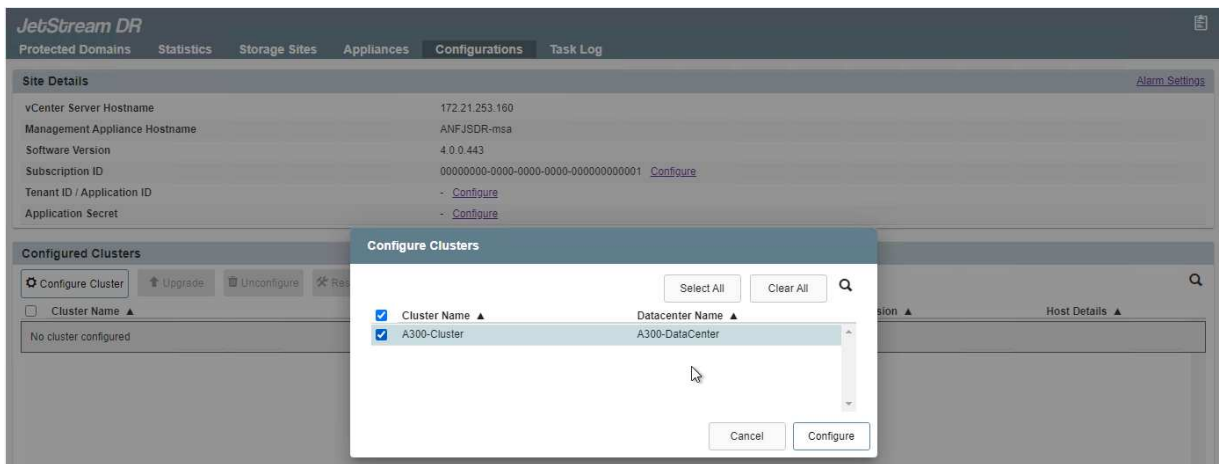 JetStream DR
Protected Domains Statistics Storage Sites Appliances Configurations Task Log
Site Details Alarm Settings
vCenter Server Hostname 172.21.253.160
Management Appliance Hostname ANFJSDR-msa
Software Version 4.0.0.443
Subscription ID 00000000-0000-0000-0000-000000000001 Configure
Tenant ID / Application ID - Configure
Application Secret - Configure
Configured Clusters
Configure Cluster Upgrade Unconfigure Res
Cluster Name ▲ sion ▲ Host Details ▲
No cluster configured
Configure Clusters
Select All Clear All
Cluster Name ▲ Datacenter Name ▲
A300-Cluster A300-DataCenter
Cancel Configure